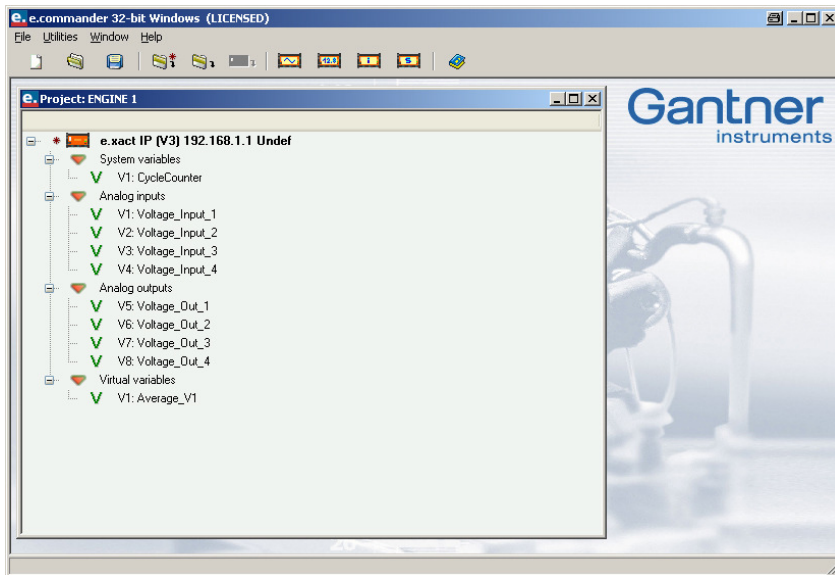 e. e.commander 32-bit Windows (LICENSED)
File Utilities Window Help
12.8 i S
e. Project: ENGINE 1
Gantner
instruments
e.xact IP (V3) 192.168.1.1 Undef
System variables
V V1: CycleCounter
Analog inputs
V V1: Voltage_Input_1
V V2: Voltage_Input_2
V V3: Voltage_Input_3
V V4: Voltage_Input_4
Analog outputs
V V5: Voltage_Out_1
V V6: Voltage_Out_2
V V7: Voltage_Out_3
V V8: Voltage_Out_4
Virtual variables
V V1: Average_V1